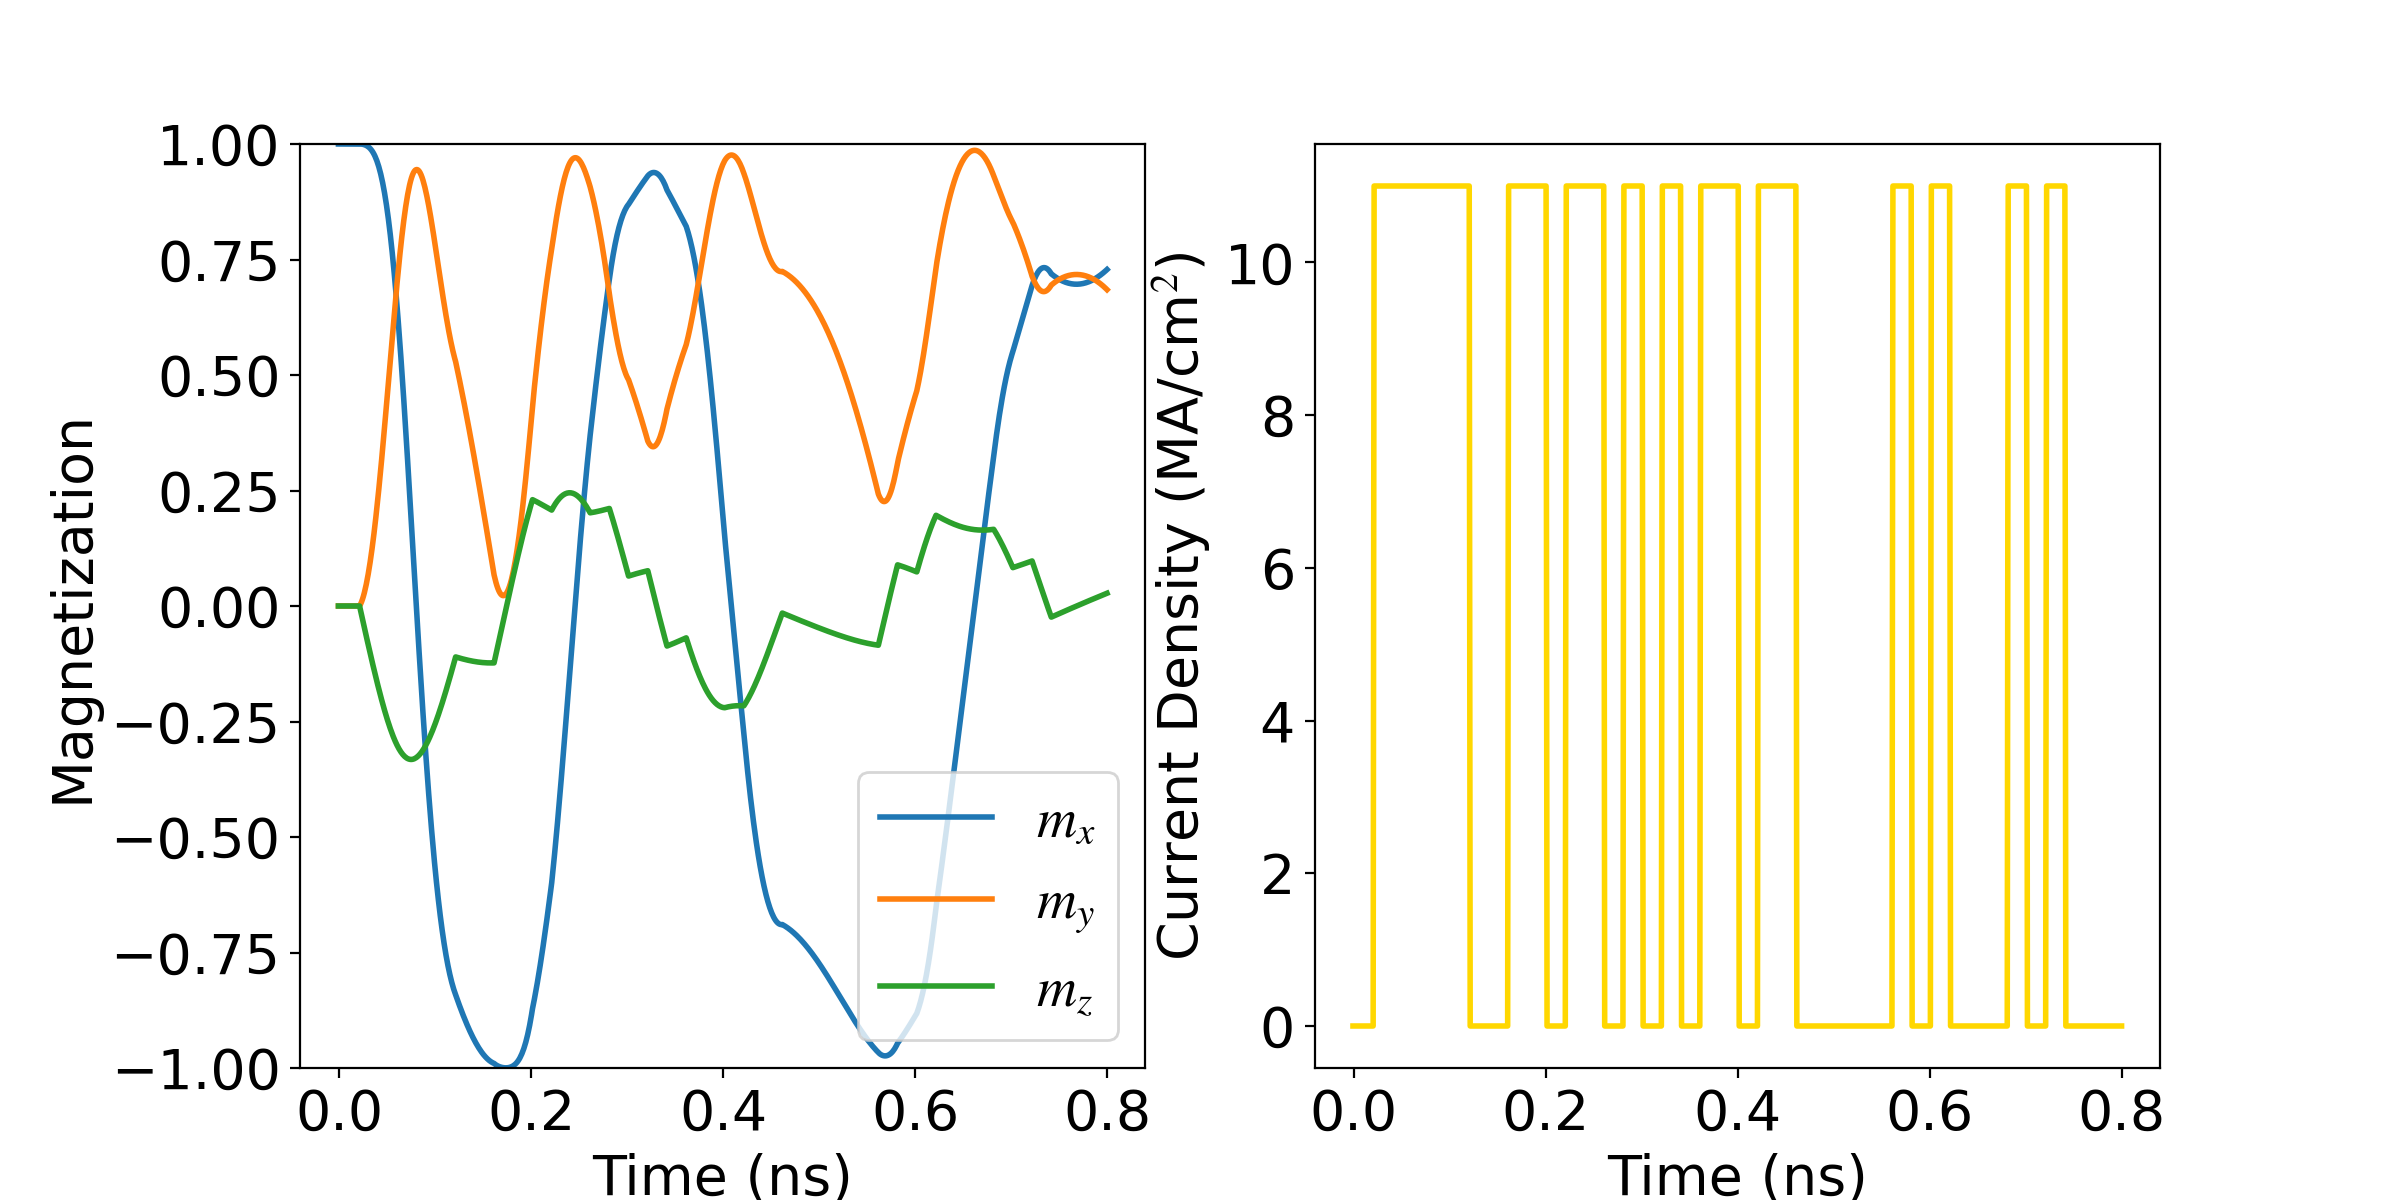 Magnetization
1.00
0.75
0.50
0.25
0.00
−0.25
−0.50
−0.75
−1.00
0.0 0.2 0.4 0.6 0.8
Time (ns)
m_x
m_y
m_z
Current Density (MA/cm²)
10
8
6
4
2
0
0.0 0.2 0.4 0.6 0.8
Time (ns)